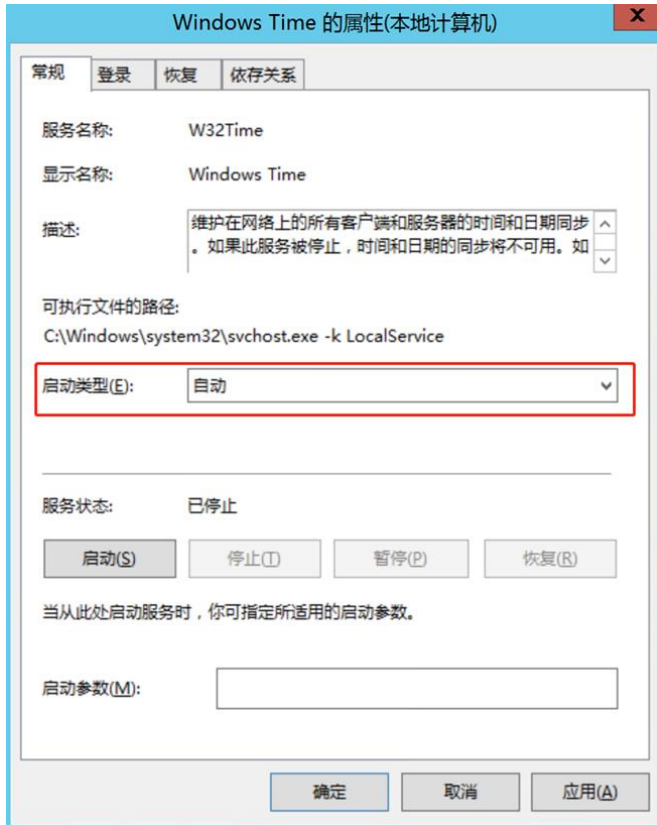 Windows Time 的属性(本地计算机)
x
常规 登录 恢复 依存关系
服务名称: W32Time
显示名称: Windows Time
描述: 维护在网络上的所有客户端和服务器的时间和日期同步
。如果此服务被停止，时间和日期的同步将不可用。如
可执行文件的路径:
C:\Windows\system32\svchost.exe -k LocalService
启动类型(E): 自动
服务状态: 已停止
启动(S) 停止(T) 暂停(P) 恢复(R)
当从此处启动服务时，你可指定所适用的启动参数。
启动参数(M):
确定 取消 应用(A)